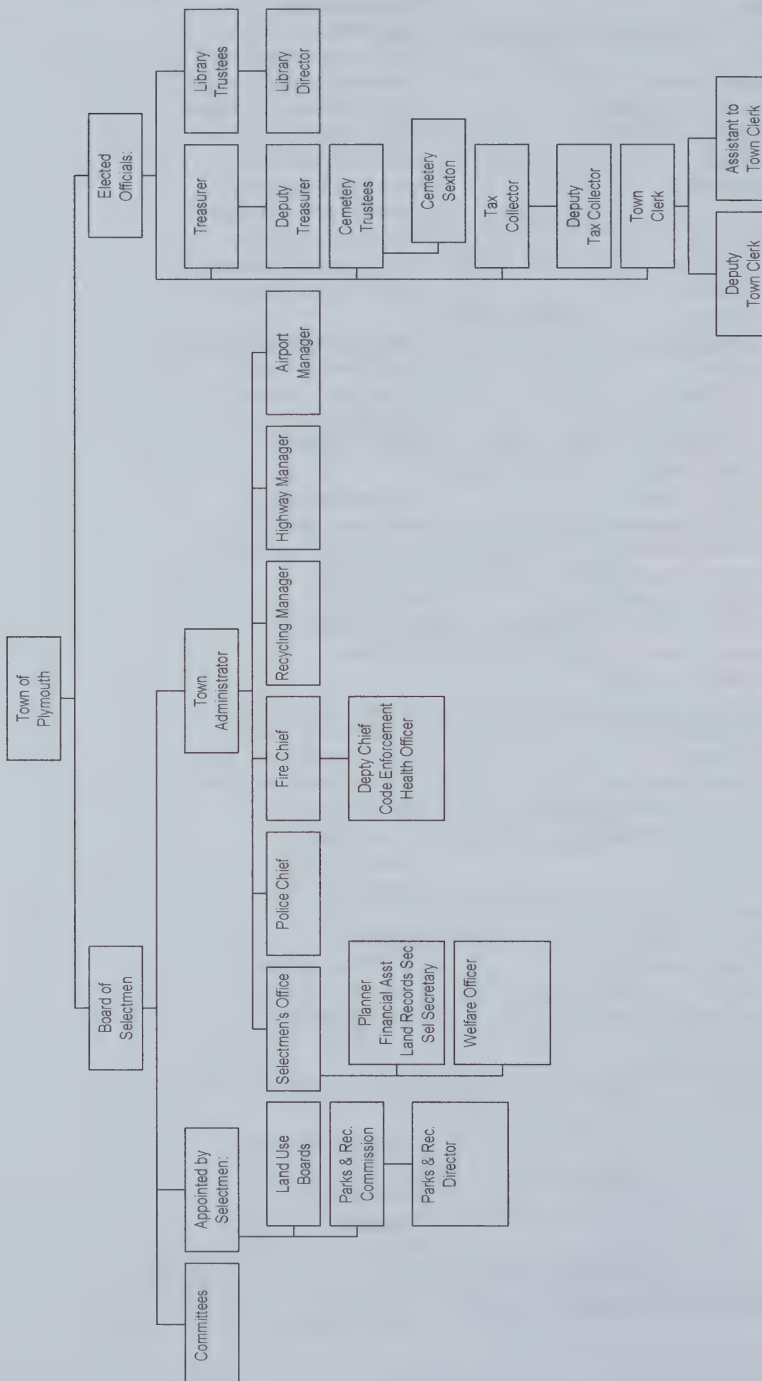 Town of
Plymouth
Board of
Selectmen
Elected
Officials:
Committees
Appointed by
Selectmen:
Land Use
Boards
Parks & Rec.
Commission
Parks & Rec.
Director
Town
Administrator
Selectmen's Office
Planner
Financial Asst
Land Records Sec
Sel Secretary
Welfare Officer
Police Chief
Fire Chief
Depty Chief
Code Enforcement
Health Officer
Recycling Manager
Highway Manager
Airport
Manager
Treasurer
Deputy
Treasurer
Cemetery
Trustees
Cemetery
Sexton
Tax
Collector
Deputy
Tax Collector
Town
Clerk
Deputy
Town Clerk
Assistant to
Town Clerk
Library
Trustees
Library
Director